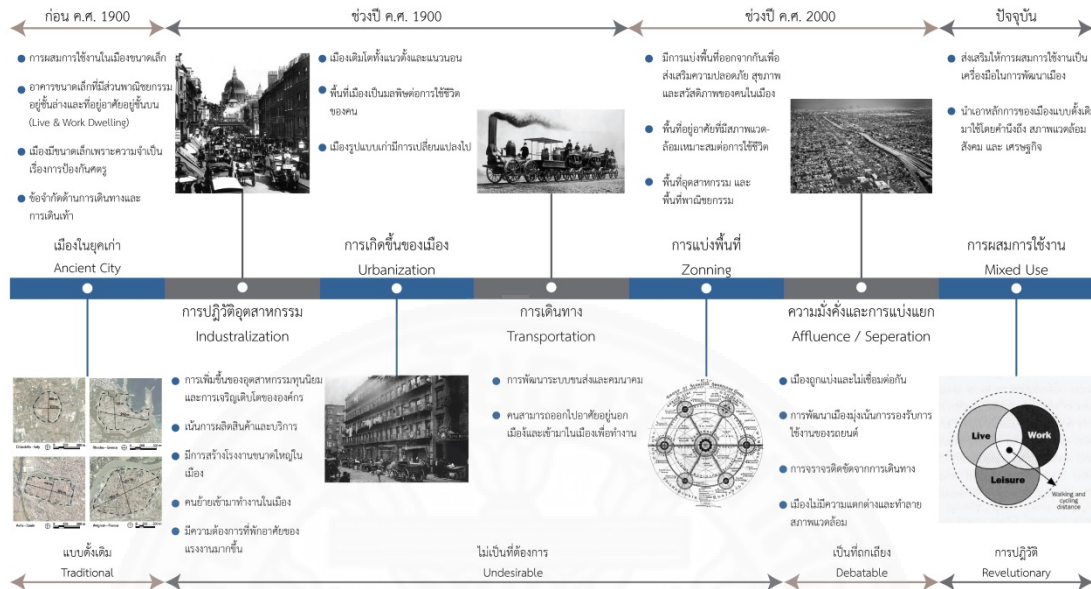 ก่อน ค.ศ. 1900
ช่วงปี ค.ศ. 1900
ช่วงปี ค.ศ. 2000
ปัจจุบัน
การผสมการใช้งานในเมืองขนาดเล็ก
อาคารขนาดเล็กที่มีส่วนพาณิชยกรรม
อยู่ชั้นล่างและที่อยู่อาศัยอยู่ชั้นบน
(Live & Work Dwelling)
เมืองมีขนาดเล็กเพราะความจำเป็น
เรื่องการป้องกันศตรู
ข้อจำกัดด้านการเดินทางและ
การเดินเท้า
เมืองเติมโตทั้งแนวตั้งและแนวนอน
พื้นที่เมืองเป็นมลพิษต่อการใช้ชีวิต
ของคน
เมืองรูปแบบเก่ามีการเปลี่ยนแปลงไป
มีการแบ่งพื้นที่ออกจากกันเพื่อ
ส่งเสริมความปลอดภัย สุขภาพ
และสวัสดิภาพของคนในเมือง
พื้นที่อยู่อาศัยที่มีสภาพแวด-
ล้อมเหมาะสมต่อการใช้ชีวิต
พื้นที่อุตสาหกรรม และ
พื้นที่พาณิชยกรรม
ส่งเสริมให้การผสมการใช้งานเป็น
เครื่องมือในการพัฒนาเมือง
นำเอาหลักการของเมืองแบบดั้งเดิ
มาใช้โดยคำนึงถึง สภาพแวดล้อม
สังคม และ เศรษฐกิจ
เมืองในยุคเก่า
Ancient City
การเกิดขึ้นของเมือง
Urbanization
การแบ่งพื้นที่
Zonning
การผสมการใช้งาน
Mixed Use
การปฎิวัติอุตสาหกรรม
Industralization
การเดินทาง
Transportation
ความมั่งคั่งและการแบ่งแยก
Affluence / Seperation
การเพิ่มขึ้นของอุตสาหกรรมทุนนิยม
และการเจริญเติบโตขององค์กร
เน้นการผลิตสินค้าและบริการ
มีการสร้างโรงงานขนาดใหญ่ใน
เมือง
คนย้ายเข้ามาทำงานในเมือง
มีความต้องการที่พักอาศัยของ
แรงงานมากขึ้น
การพัฒนาระบบขนส่งและคมนาคม
คนสามารถออกไปอาศัยอยู่นอก
เมืองและเข้ามาในเมืองเพื่อทำงาน
เมืองถูกแบ่งและไม่เชื่อมต่อกัน
การพัฒนาเมืองมุ่งเน้นการรองรับการ
ใช้งานของรถยนต์
การจราจรติดขัดจากการเดินทาง
เมืองไม่มีความแตกต่างและทำลาย
สภาพแวดล้อม
Live
Work
Leisure
Walking and
cycling
distance
แบบดั้งเดิม
Traditional
ไม่เป็นที่ต้องการ
Undesirable
เป็นที่ถกเถียง
Debatable
การปฎิวัติ
Revelutionary